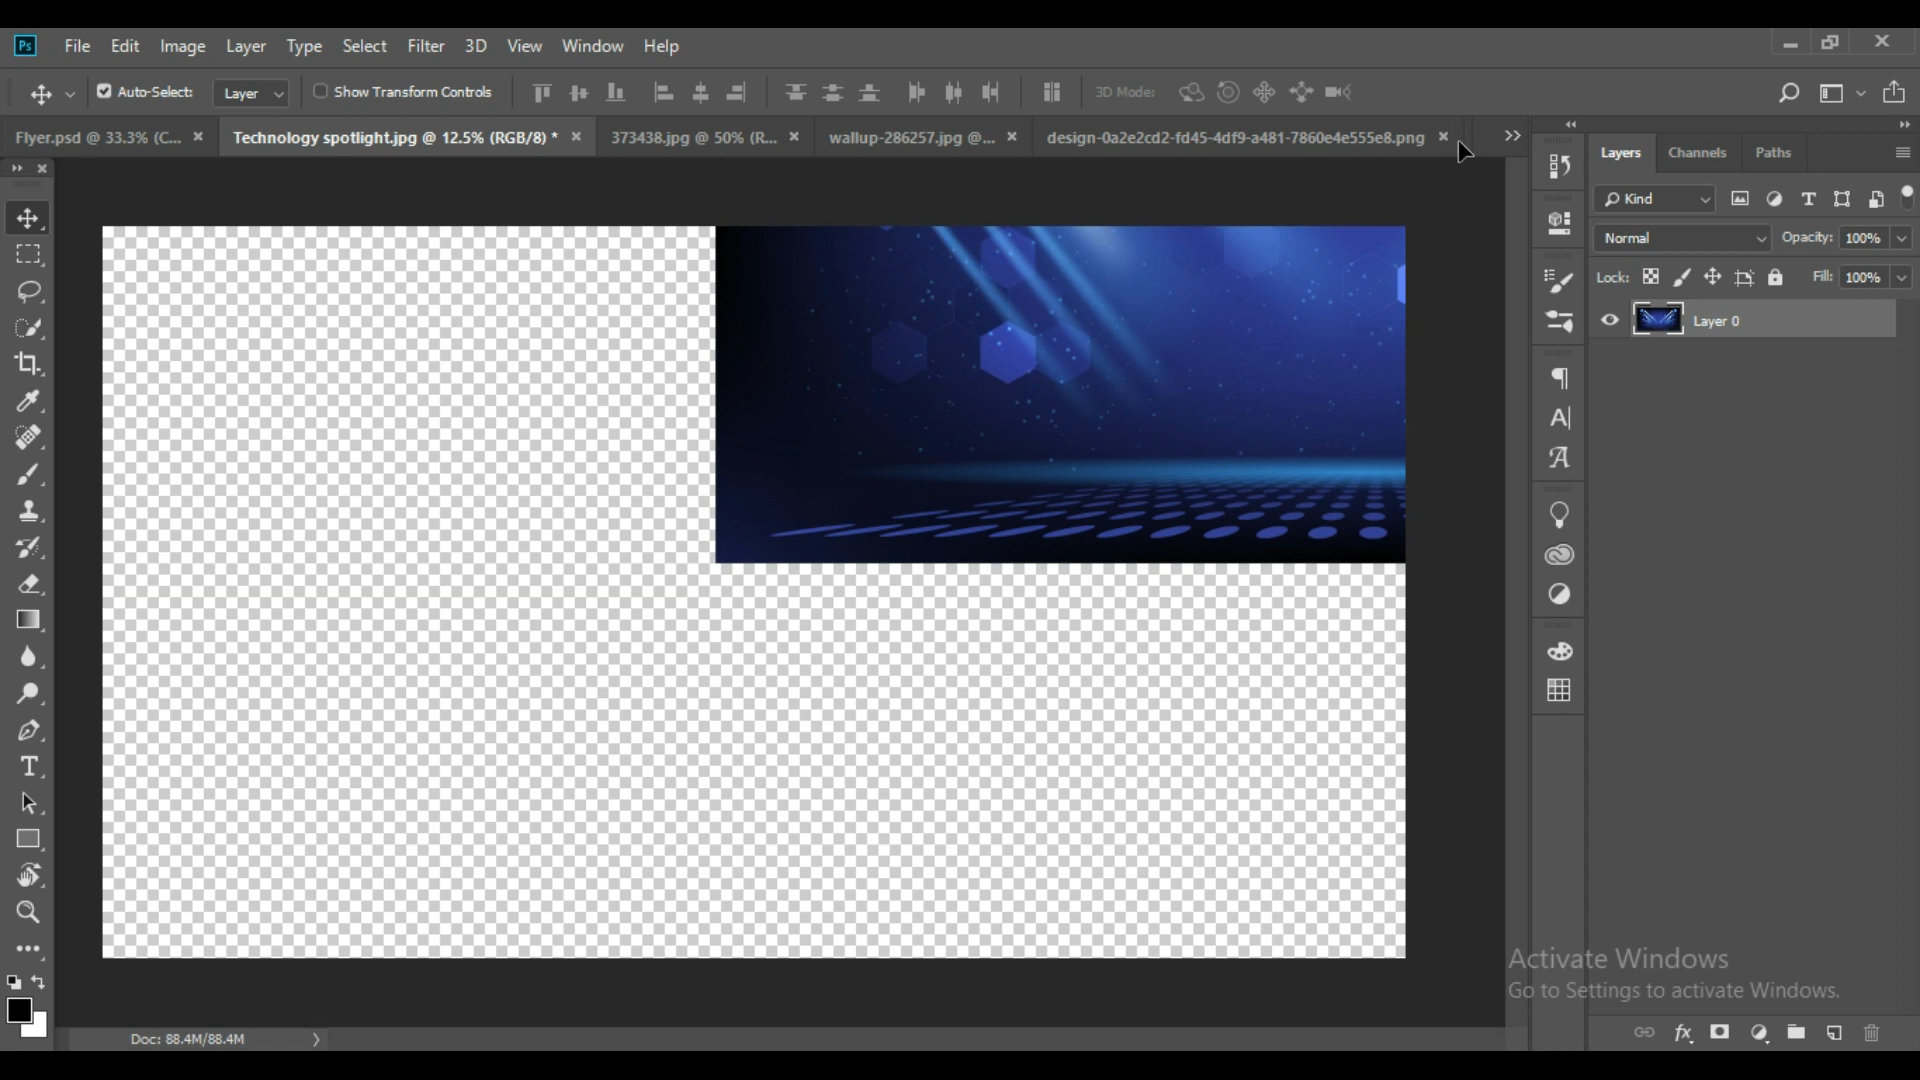 Ps File Edit Image Layer Type Select Filter 3D View Window Help
Auto-Select: Layer Show Transform Controls 3D Mode:
Flyer.psd @ 33.3% (C... × Technology spotlight.jpg @ 12.5% (RGB/8) * × 373438.jpg @ 50% (R... × wallup-286257.jpg @... × design-0a2e2cd2-fd45-4df9-a481-7860e4e555e8.png ×
Layers Channels Paths
Kind
Normal Opacity: 100%
Lock: Fill: 100%
Layer 0
Activate Windows
Go to Settings to activate Windows.
Doc: 88.4M/88.4M
fx